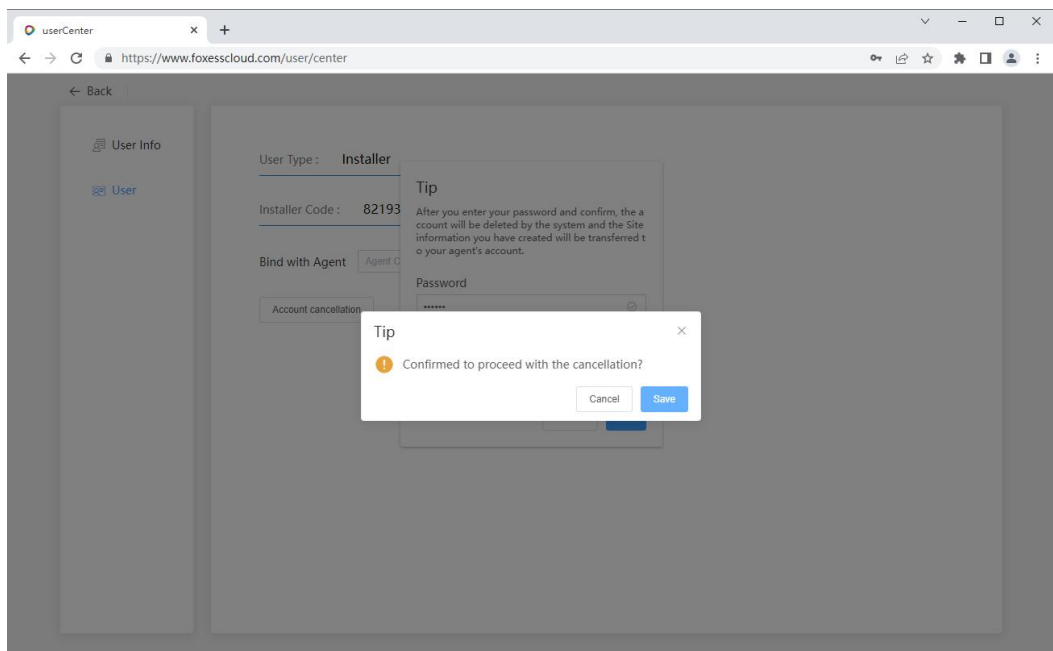 userCenter
https://www.foxesscloud.com/user/center
Back
User Info
User
User Type : Installer
Installer Code : 82193
Bind with Agent Agent C
Account cancellation
Tip
After you enter your password and confirm, the a
ccount will be deleted by the system and the Site
information you have created will be transferred t
o your agent's account.
Password
••••••
Tip
Confirmed to proceed with the cancellation?
Cancel Save